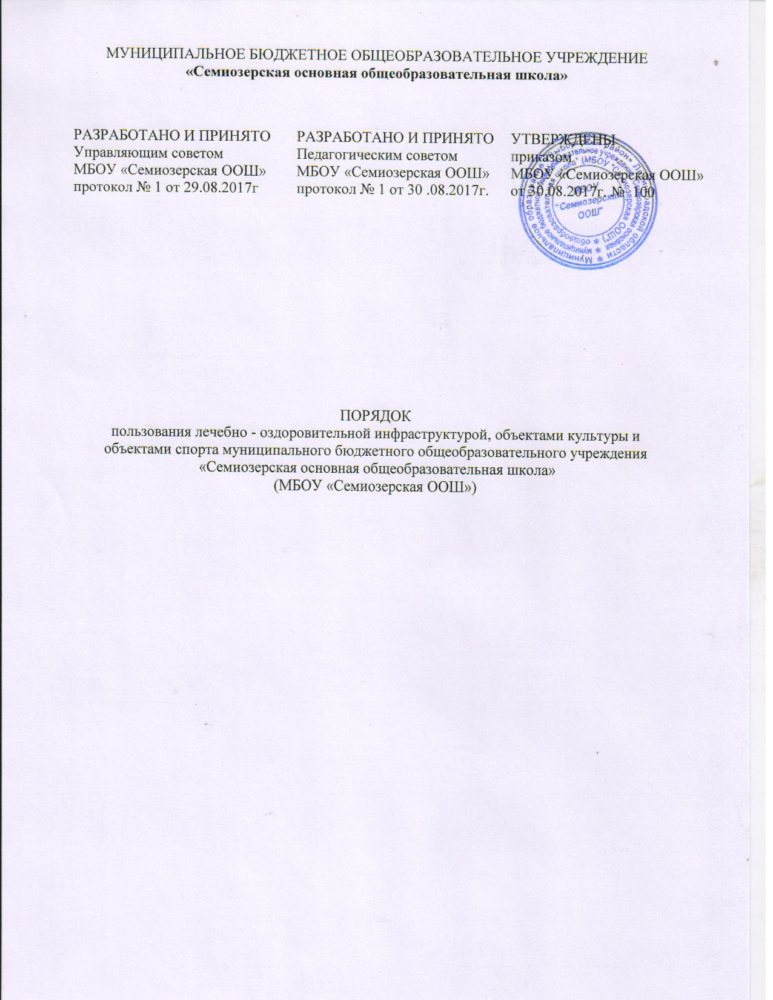 МУНИЦИПАЛЬНОЕ БЮДЖЕТНОЕ ОБЩЕОБРАЗОВАТЕЛЬНОЕ УЧРЕЖДЕНИЕ
«Семиозерская основная общеобразовательная школа»
РАЗРАБОТАНО И ПРИНЯТО
Управляющим советом
МБОУ «Семиозерская ООШ»
протокол № 1 от 29.08.2017г
РАЗРАБОТАНО И ПРИНЯТО
Педагогическим советом
МБОУ «Семиозерская ООШ»
протокол № 1 от 30 .08.2017г.
УТВЕРЖДЕНЫ
приказом
МБОУ «Семиозерская ООШ»
от 30.08.2017г. № 100
МБОУ
"Семиозерская
ООШ"
ПОРЯДОК
пользования лечебно - оздоровительной инфраструктурой, объектами культуры и
объектами спорта муниципального бюджетного общеобразовательного учреждения
«Семиозерская основная общеобразовательная школа»
(МБОУ «Семиозерская ООШ»)